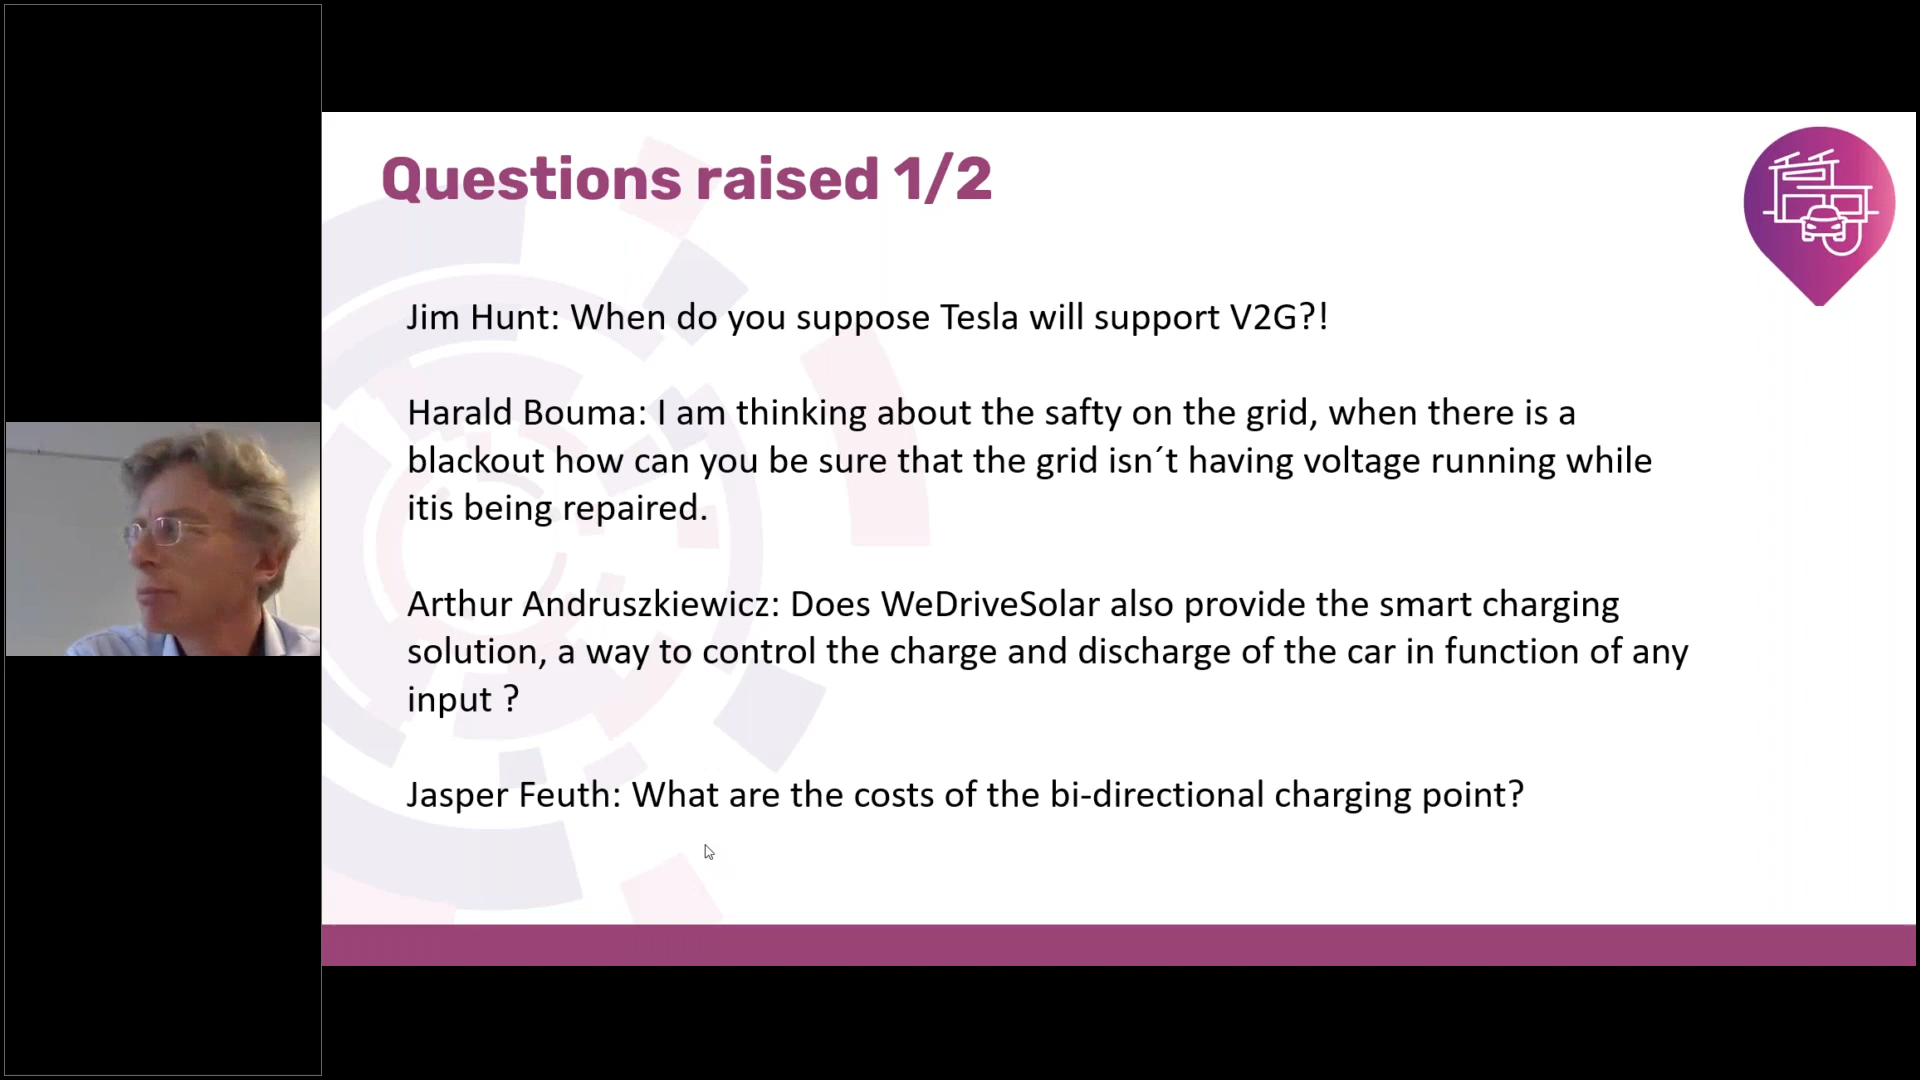 Questions raised 1/2
Jim Hunt: When do you suppose Tesla will support V2G?!
Harald Bouma: I am thinking about the safty on the grid, when there is a
blackout how can you be sure that the grid isn´t having voltage running while
itis being repaired.
Arthur Andruszkiewicz: Does WeDriveSolar also provide the smart charging
solution, a way to control the charge and discharge of the car in function of any
input ?
Jasper Feuth: What are the costs of the bi-directional charging point?